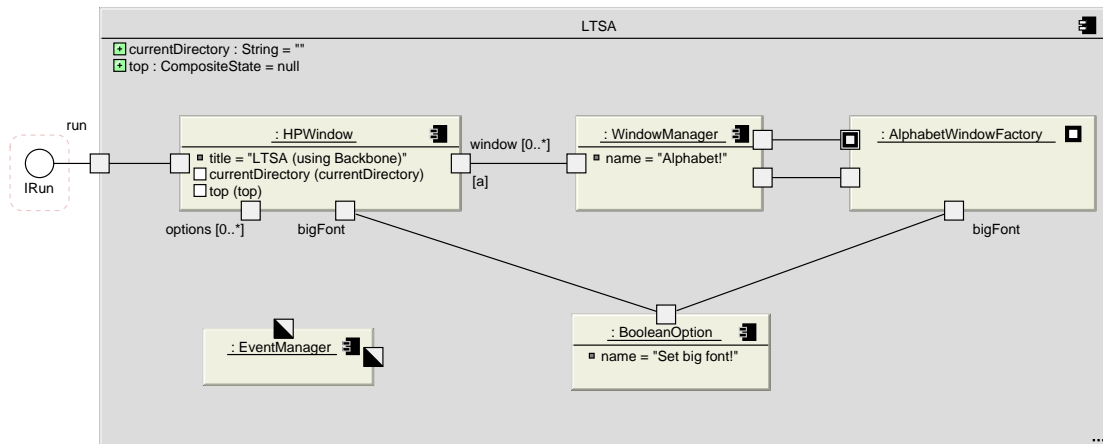 LTSA
currentDirectory : String = ""
top : CompositeState = null
run
IRun
: HPWindow
title = "LTSA (using Backbone)"
currentDirectory (currentDirectory)
top (top)
window [0..*]
[a]
: WindowManager
name = "Alphabet!"
: AlphabetWindowFactory
options [0..*]
bigFont
bigFont
: EventManager
: BooleanOption
name = "Set big font!"
...